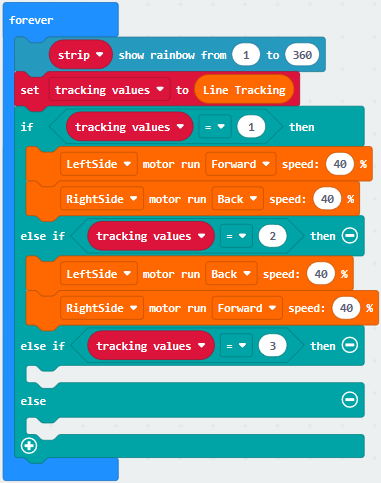 forever
strip show rainbow from 1 to 360
set tracking values to Line Tracking
if tracking values = 1 then
LeftSide motor run Forward speed: 40 %
RightSide motor run Back speed: 40 %
else if tracking values = 2 then
LeftSide motor run Back speed: 40 %
RightSide motor run Forward speed: 40 %
else if tracking values = 3 then
else